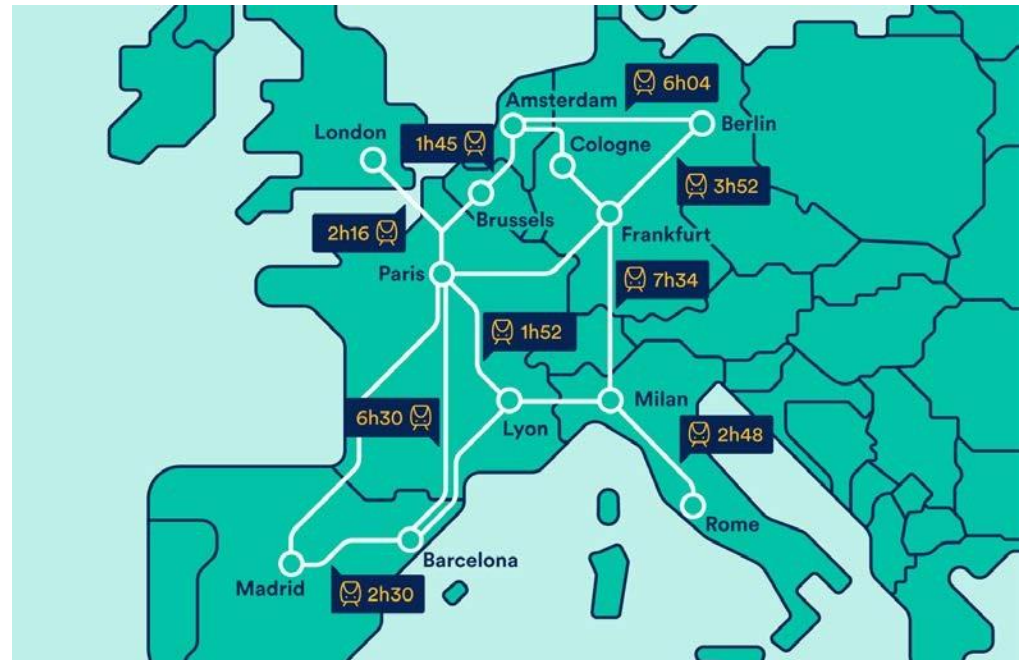 6h04
Amsterdam
London
1h45
Berlin
Cologne
3h52
Brussels
2h16
Frankfurt
Paris
7h34
1h52
Milan
6h30
Lyon
2h48
Rome
Barcelona
Madrid
2h30